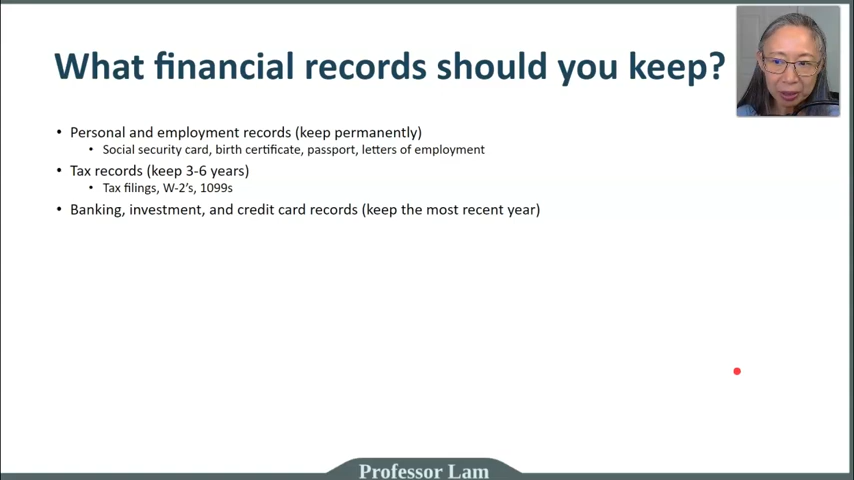 What financial records should you keep?
• Personal and employment records (keep permanently)
• Social security card, birth certificate, passport, letters of employment
• Tax records (keep 3-6 years)
• Tax filings, W-2's, 1099s
• Banking, investment, and credit card records (keep the most recent year)
Professor Lam